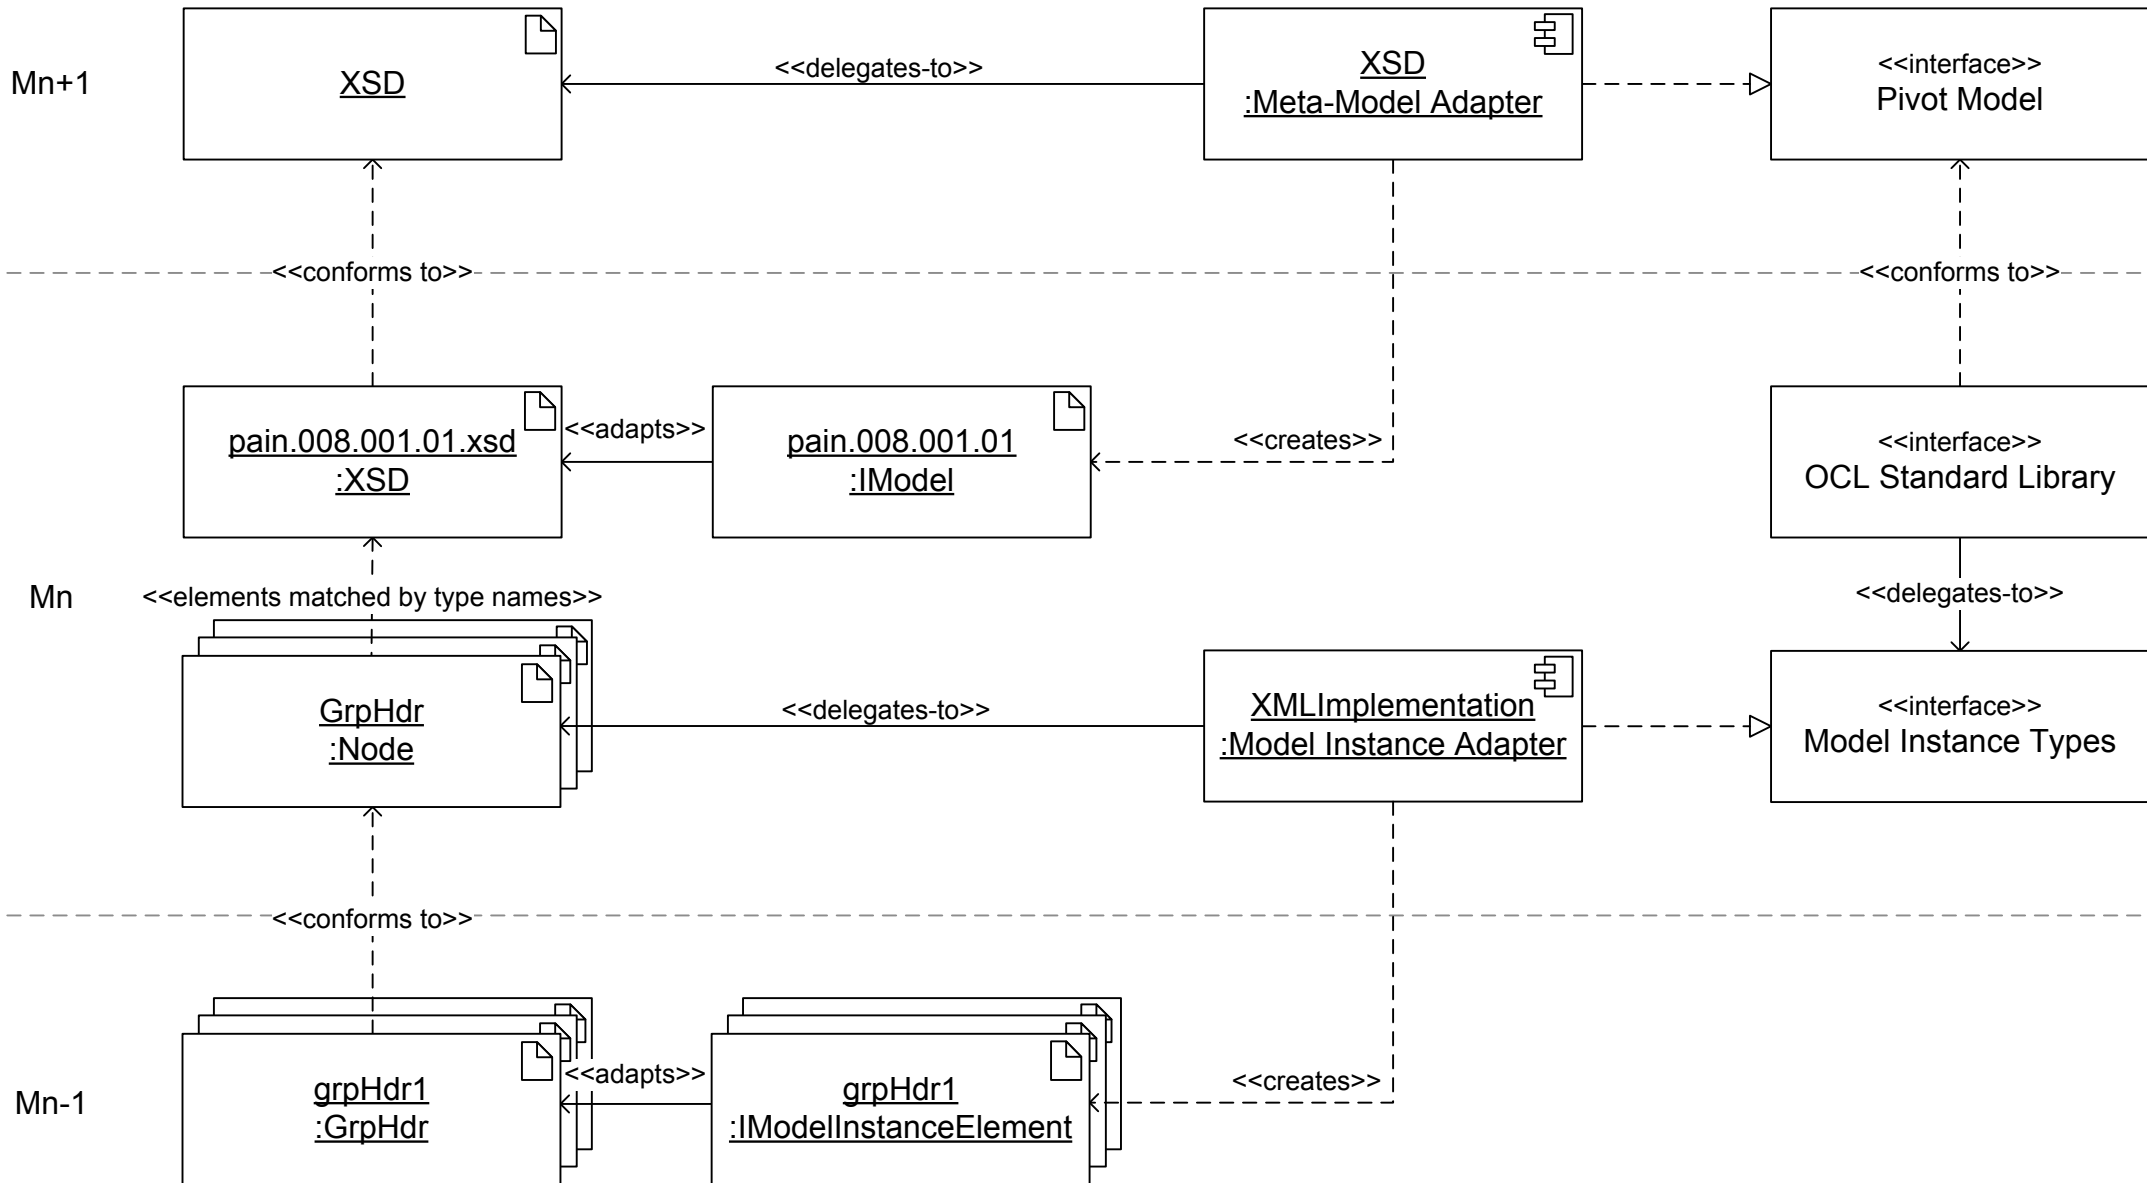 Mn+1
XSD
<<delegates-to>>
XSD
:Meta-Model Adapter
<<interface>>
Pivot Model
<<conforms to>>
<<conforms to>>
pain.008.001.01.xsd
:XSD
<<adapts>>
pain.008.001.01
:IModel
<<creates>>
<<interface>>
OCL Standard Library
Mn
<<elements matched by type names>>
<<delegates-to>>
GrpHdr
:Node
<<delegates-to>>
XMLImplementation
:Model Instance Adapter
<<interface>>
Model Instance Types
<<conforms to>>
Mn-1
grpHdr1
:GrpHdr
<<adapts>>
grpHdr1
:IModelInstanceElement
<<creates>>